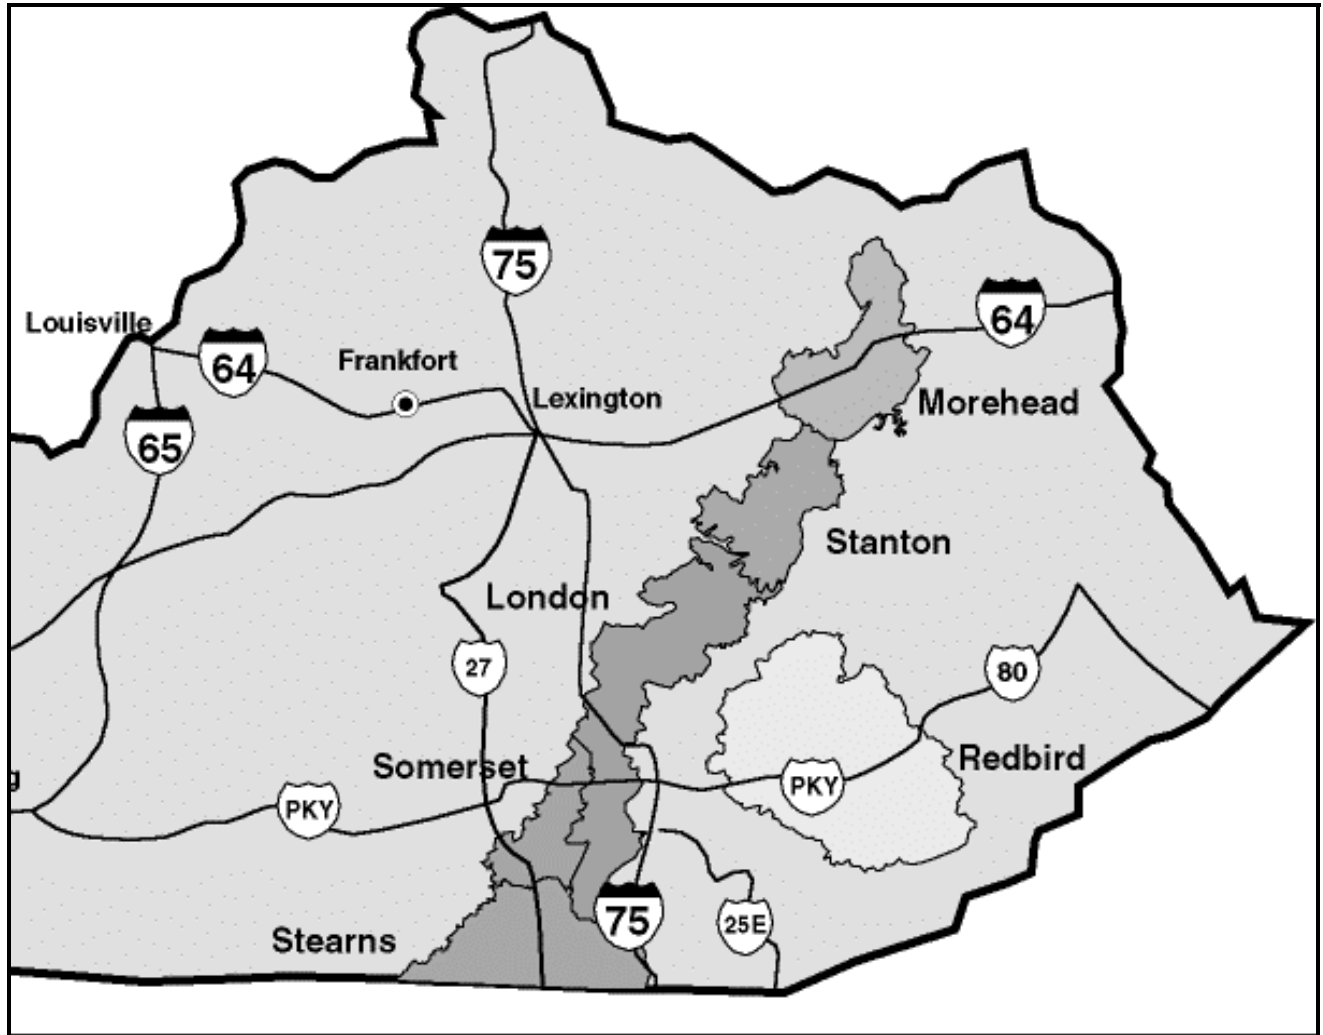 75
Louisville
64
64
Frankfort
Lexington
Morehead
65
Stanton
London
27
80
Somerset
Redbird
g
PKY
PKY
75
25E
Stearns